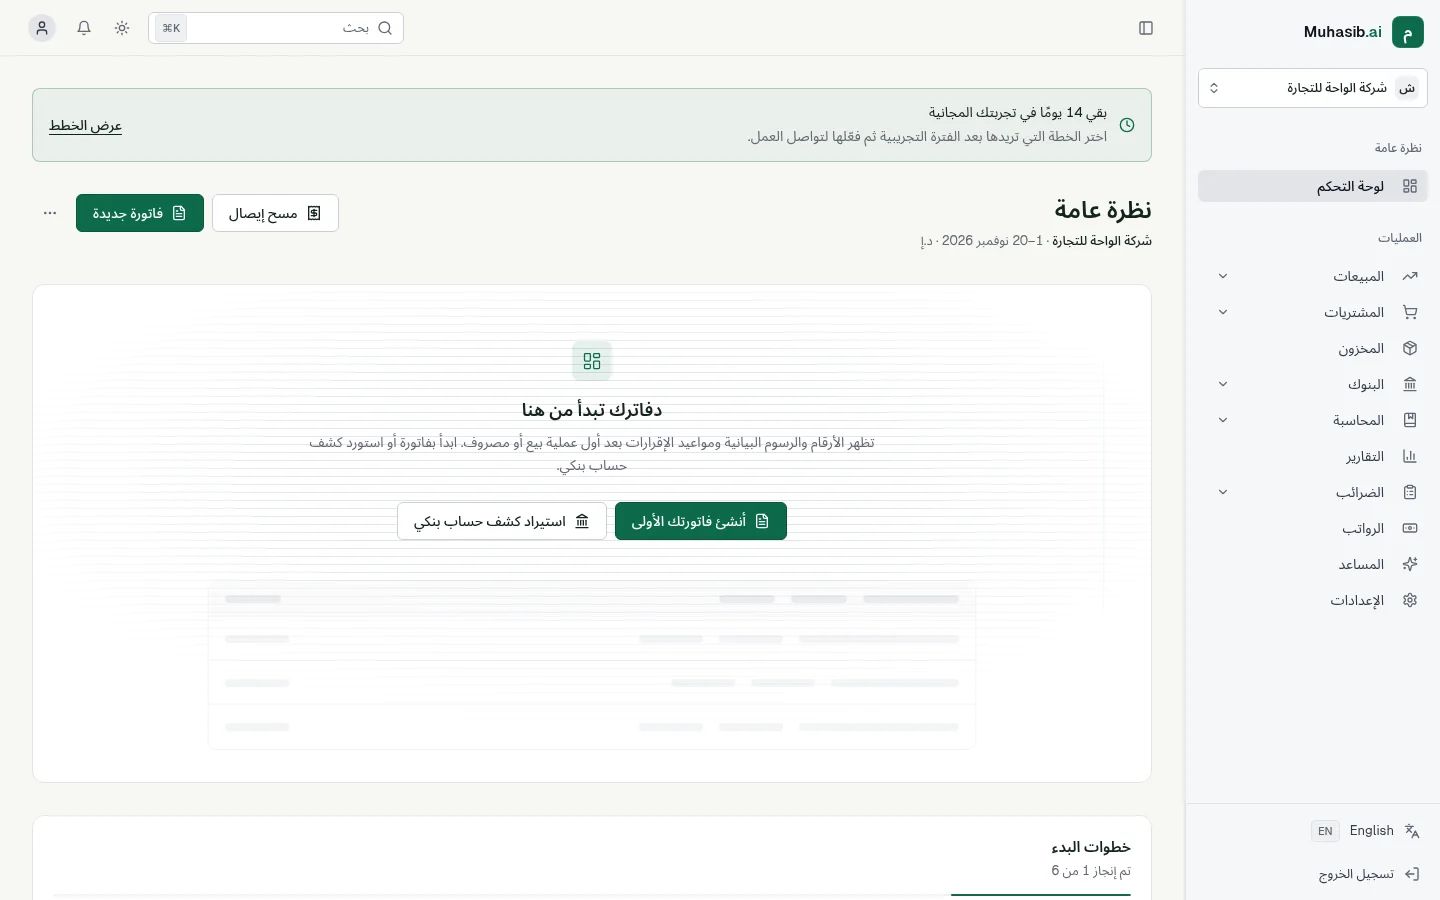 Muhasib.ai
م
ش
شركة الواحة للتجارة
نظرة عامة
لوحة التحكم
العمليات
المبيعات
المشتريات
المخزون
البنوك
المحاسبة
التقارير
الضرائب
الرواتب
المساعد
الإعدادات
English
EN
تسجيل الخروج
بحث
⌘K
بقي 14 يومًا في تجربتك المجانية
اختر الخطة التي تريدها بعد الفترة التجريبية ثم فعّلها لتواصل العمل.
عرض الخطط
نظرة عامة
شركة الواحة للتجارة · 1–20 نوفمبر 2026 · د.إ
مسح إيصال
فاتورة جديدة
دفاترك تبدأ من هنا
تظهر الأرقام والرسوم البيانية ومواعيد الإقرارات بعد أول عملية بيع أو مصروف. ابدأ بفاتورة أو استورد كشف
حساب بنكي.
أنشئ فاتورتك الأولى
استيراد كشف حساب بنكي
خطوات البدء
تم إنجاز 1 من 6